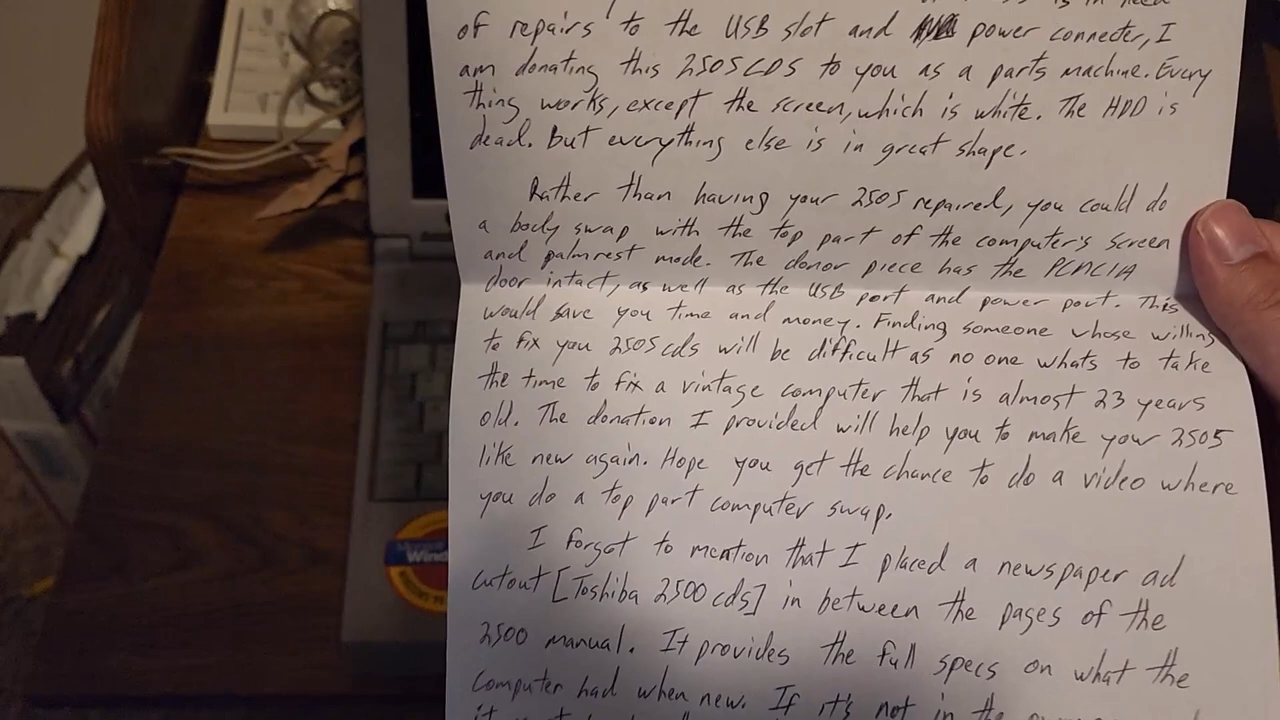 is in need
of repairs to the USB slot and power connecter, I
am donating this 2505CDS to you as a parts machine. Every
thing works, except the screen, which is white. The HDD is
dead. But everything else is in great shape.
Rather than having your 2505 repaired, you could do
a body swap with the top part of the computer's screen
and palmrest mode. The donor piece has the PCMCIA
door intact, as well as the USB port and power port. This
would save you time and money. Finding someone whose willing
to fix you 2505cds will be difficult as no one whats to take
the time to fix a vintage computer that is almost 23 years
old. The donation I provided will help you to make your 2505
like new again. Hope you get the chance to do a video where
you do a top part computer swap.
I forgot to mention that I placed a newspaper ad
cutout [Toshiba 2500cds] in between the pages of the
2500 manual. It provides the full specs on what the
computer had when new. If it's not in the
Wind